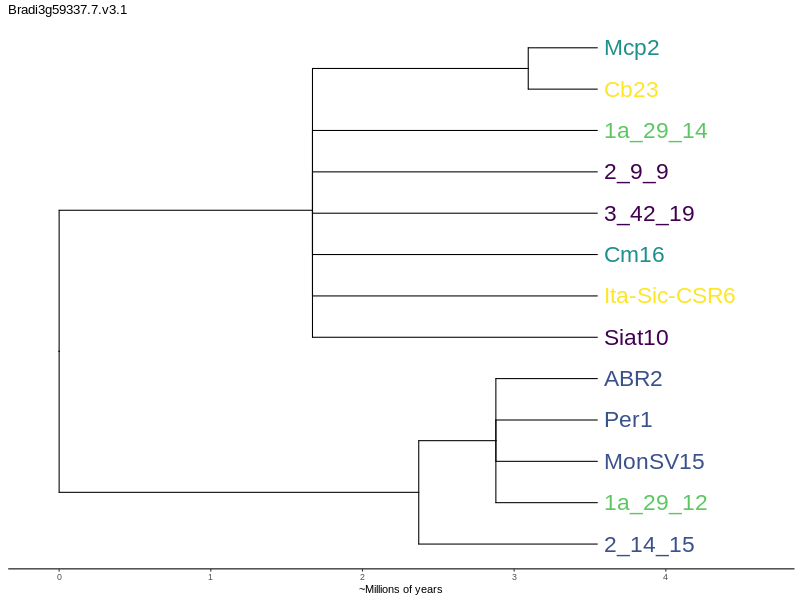 Bradi3g59337.7.v3.1
Mcp2
Cb23
1a_29_14
2_9_9
3_42_19
Cm16
Ita-Sic-CSR6
Siat10
ABR2
Per1
MonSV15
1a_29_12
2_14_15
0 1 2 3 4
~Millions of years